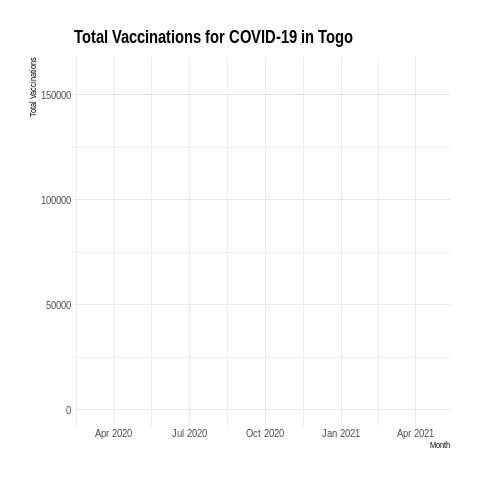 Total Vaccinations for COVID-19 in Togo
Total Vaccinations
150000
100000
50000
0
Apr 2020 Jul 2020 Oct 2020 Jan 2021 Apr 2021
Month